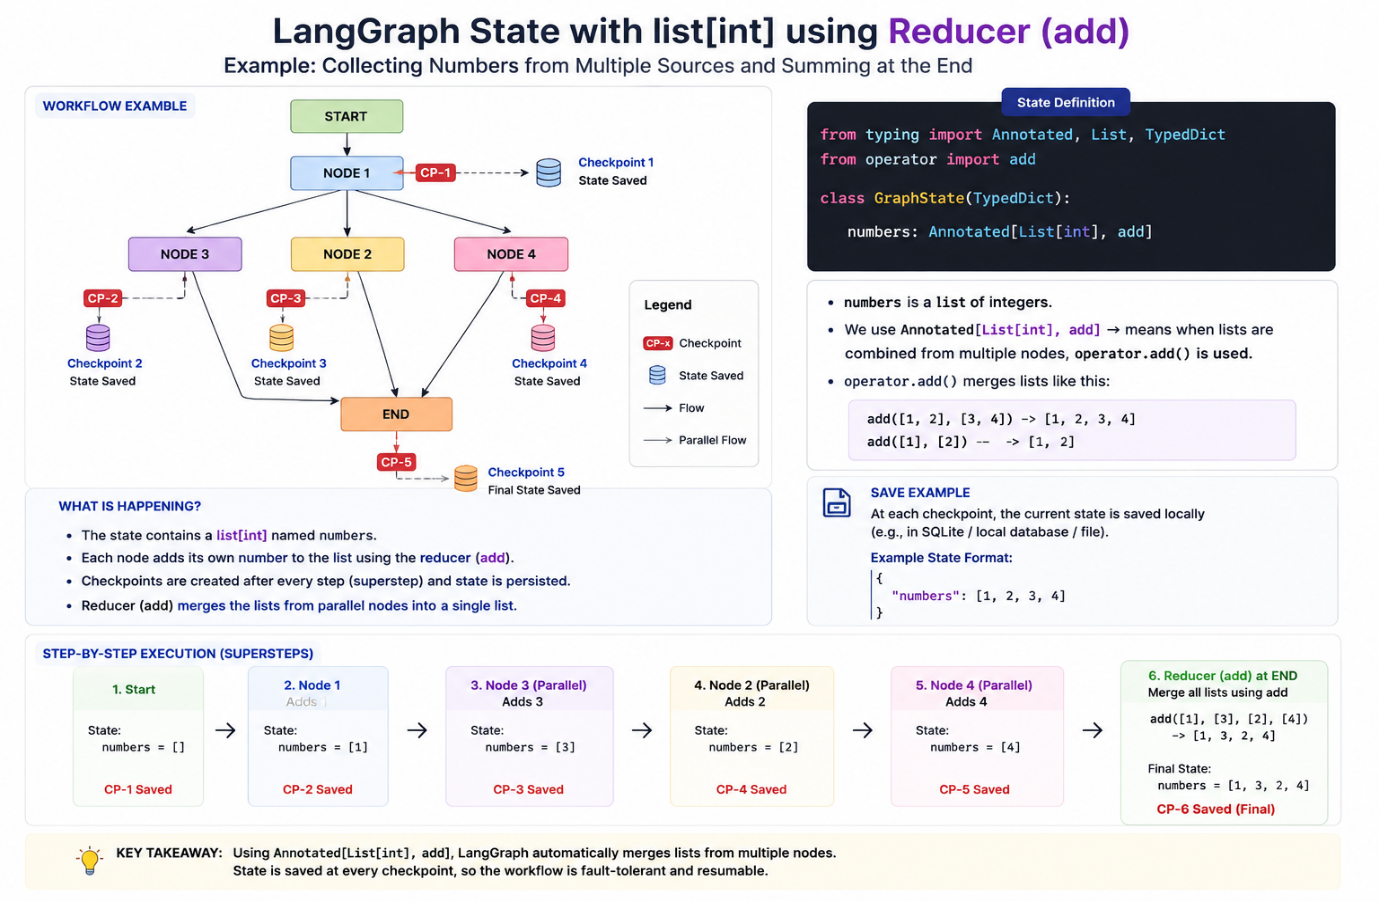 LangGraph State with list[int] using Reducer (add)
Example: Collecting Numbers from Multiple Sources and Summing at the End
WORKFLOW EXAMBLE
START
NODE 1
CP-1
Checkpoint 1
State Saved
NODE 3
NODE 2
NODE 4
CP-2
CP-3
CP-4
Checkpoint 2
State Saved
Checkpoint 3
State Saved
Checkpoint 4
State Saved
END
CP-5
Checkpoint 5
Final State Saved
Legend
CP-x Checkpoint
State Saved
Flow
Parallel Flow
State Definition
from typing import Annotated, List, TypedDict
from operator import add
class GraphState(TypedDict):
numbers: Annotated[List[int], add]
• numbers is a list of integers.
• We use Annotated[List[int], add] → means when lists are
combined from multiple nodes, operator.add() is used.
• operator.add() merges lists like this:
add([1, 2], [3, 4]) -> [1, 2, 3, 4]
add([1], [2]) -- -> [1, 2]
WHAT IS HAPPENING?
• The state contains a list[int] named numbers.
• Each node adds its own number to the list using the reducer (add).
• Checkpoints are created after every step (superstep) and state is persisted.
• Reducer (add) merges the lists from parallel nodes into a single list.
SAVE EXAMPLE
At each checkpoint, the current state is saved locally
(e.g., in SQLite / local database / file).
Example State Format:
{
"numbers": [1, 2, 3, 4]
}
STEP-BY-STEP EXECUTION (SUPERSTEPS)
1. Start
State:
numbers = []
CP-1 Saved
2. Node 1
Adds
State:
numbers = [1]
CP-2 Saved
3. Node 3 (Parallel)
Adds 3
State:
numbers = [3]
CP-3 Saved
4. Node 2 (Parallel)
Adds 2
State:
numbers = [2]
CP-4 Saved
5. Node 4 (Parallel)
Adds 4
State:
numbers = [4]
CP-5 Saved
6. Reducer (add) at END
Merge all lists using add
add([1], [3], [2], [4])
-> [1, 3, 2, 4]
Final State:
numbers = [1, 3, 2, 4]
CP-6 Saved (Final)
KEY TAKEAWAY: Using Annotated[List[int], add], LangGraph automatically merges lists from multiple nodes.
State is saved at every checkpoint, so the workflow is fault-tolerant and resumable.